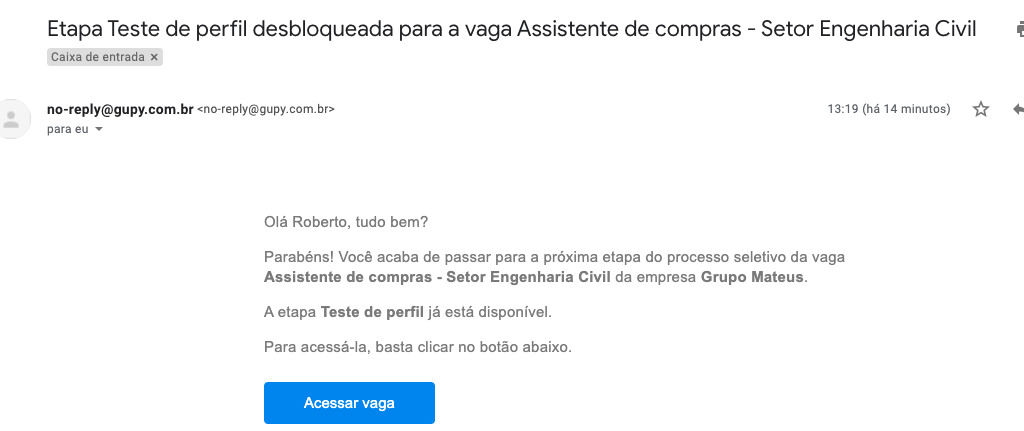 Etapa Teste de perfil desbloqueada para a vaga Assistente de compras - Setor Engenharia Civil
Caixa de entrada ×
no-reply@gupy.com.br <no-reply@gupy.com.br>
13:19 (há 14 minutos)
para eu
Olá Roberto, tudo bem?
Parabéns! Você acaba de passar para a próxima etapa do processo seletivo da vaga
Assistente de compras - Setor Engenharia Civil da empresa Grupo Mateus.
A etapa Teste de perfil já está disponível.
Para acessá-la, basta clicar no botão abaixo.
Acessar vaga